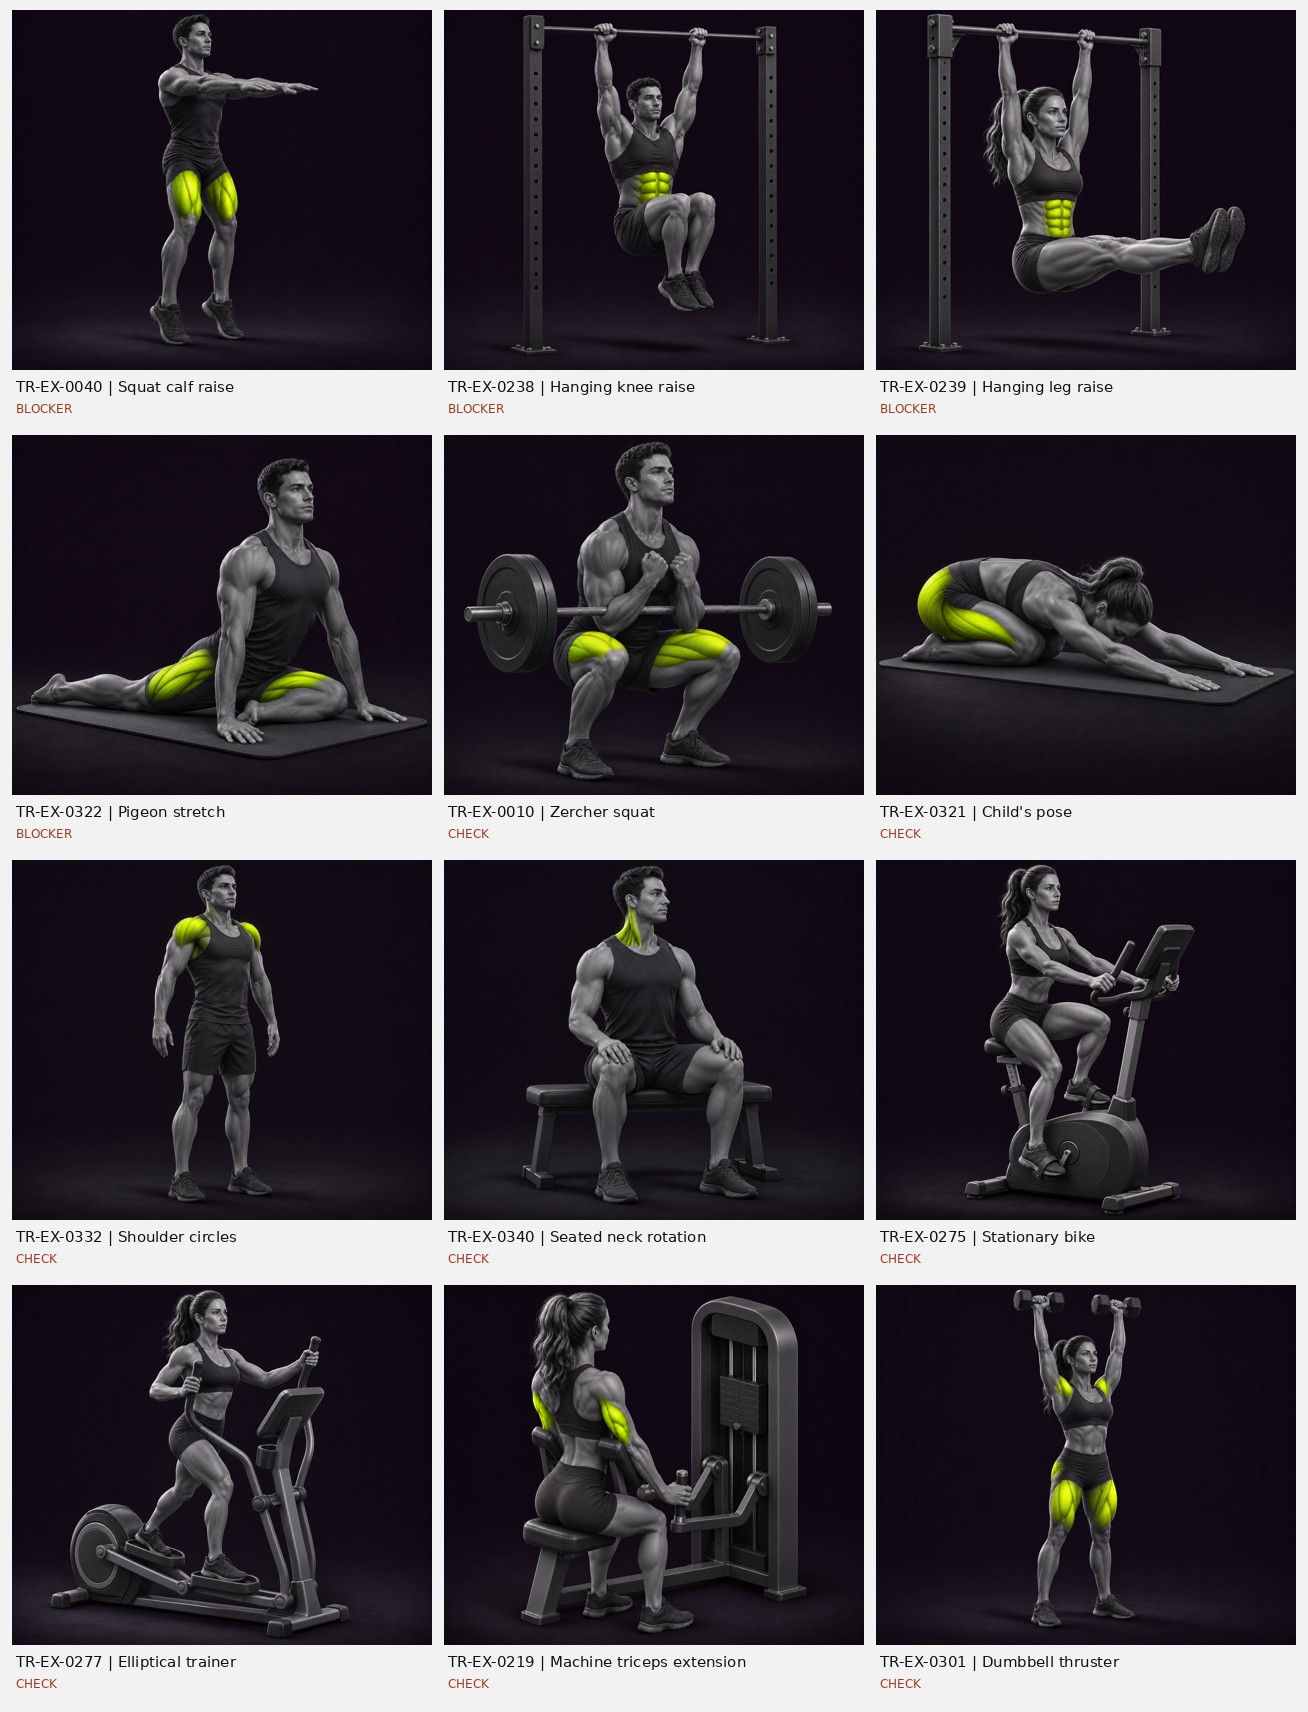 TR-EX-0040 | Squat calf raise
BLOCKER
TR-EX-0238 | Hanging knee raise
BLOCKER
TR-EX-0239 | Hanging leg raise
BLOCKER
TR-EX-0322 | Pigeon stretch
BLOCKER
TR-EX-0010 | Zercher squat
CHECK
TR-EX-0321 | Child's pose
CHECK
TR-EX-0332 | Shoulder circles
CHECK
TR-EX-0340 | Seated neck rotation
CHECK
TR-EX-0275 | Stationary bike
CHECK
TR-EX-0277 | Elliptical trainer
CHECK
TR-EX-0219 | Machine triceps extension
CHECK
TR-EX-0301 | Dumbbell thruster
CHECK